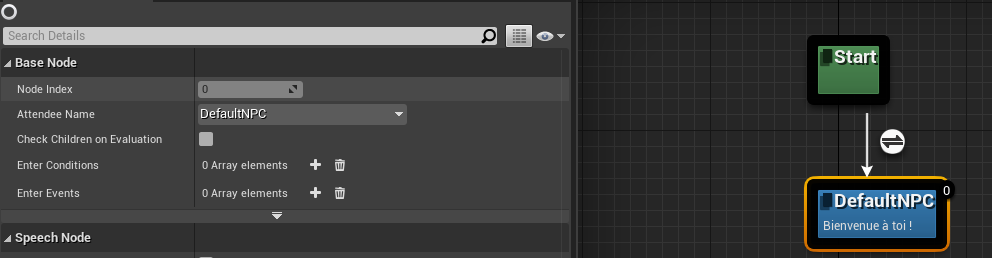 Search Details
Base Node
Node Index 0
Attendee Name DefaultNPC
Check Children on Evaluation
Enter Conditions 0 Array elements
Enter Events 0 Array elements
Speech Node
Start
0
DefaultNPC
Bienvenue à toi !